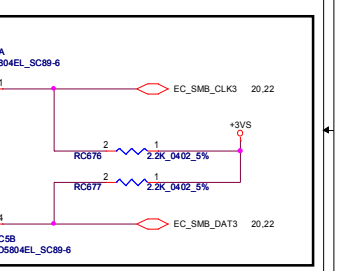 A
804EL_SC89-6
1
EC_SMB_CLK3 20,22
+3VS
2 1
RC676 2.2K_0402_5%
2 1
RC677 2.2K_0402_5%
4
EC_SMB_DAT3 20,22
C5B
D5804EL_SC89-6